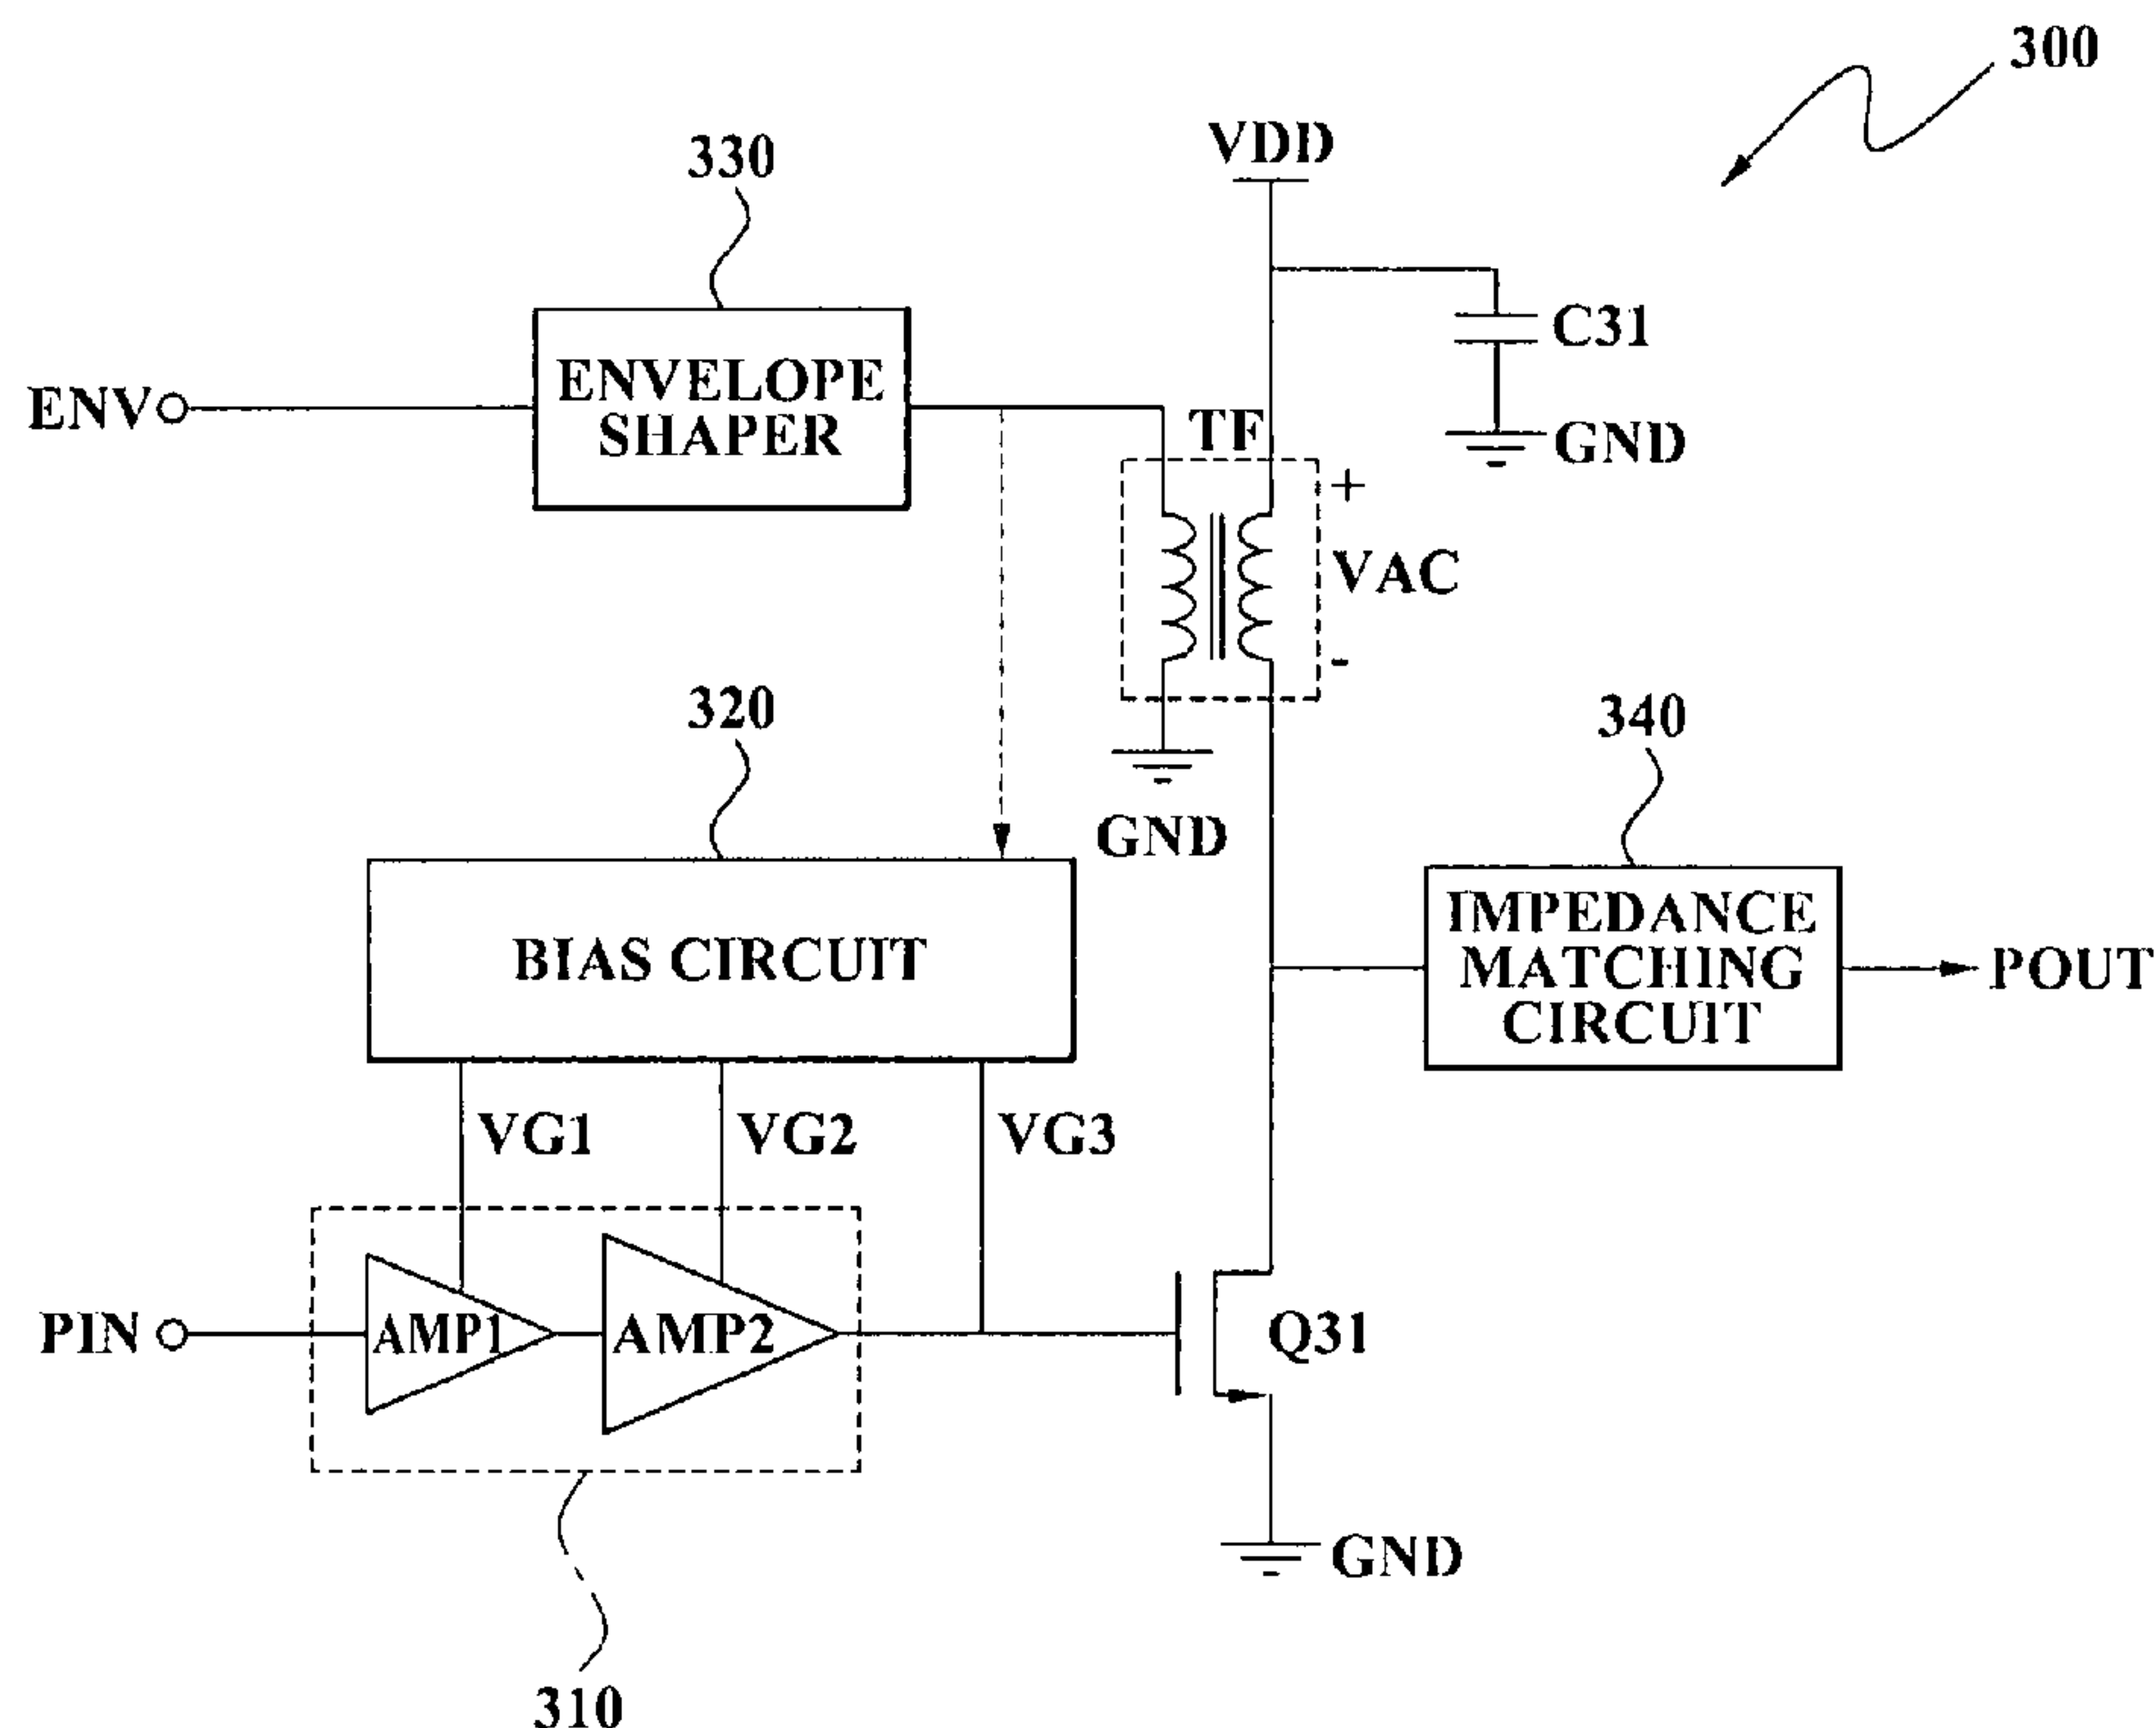 300
330
VDD
C31
ENV
ENVELOPE
SHAPER
TF
GND
+
VAC
-
320
340
GND
BIAS CIRCUIT
IMPEDANCE
MATCHING
CIRCUIT
POUT
VG1
VG2
VG3
PIN
AMP1
AMP2
Q31
GND
310